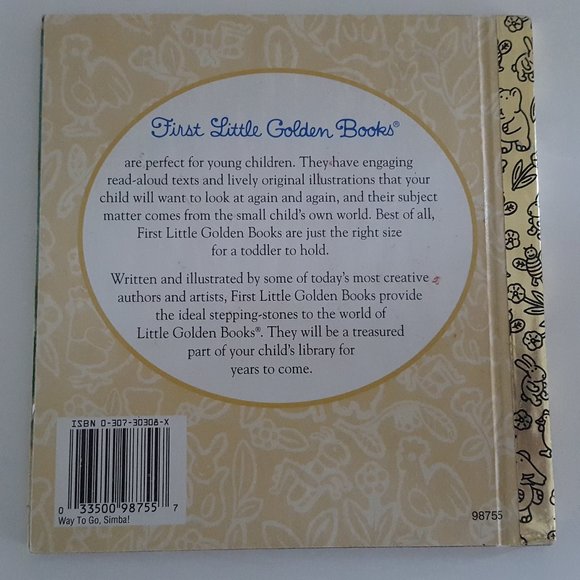 First Little Golden Books®
are perfect for young children. They have engaging
read-aloud texts and lively original illustrations that your
child will want to look at again and again, and their subject
matter comes from the small child's own world. Best of all,
First Little Golden Books are just the right size
for a toddler to hold.
Written and illustrated by some of today's most creative
authors and artists, First Little Golden Books provide
the ideal stepping-stones to the world of
Little Golden Books®. They will be a treasured
part of your child's library for
years to come.
ISBN 0-307-30308-X
0 33500 98755 7
Way To Go, Simba!
98755